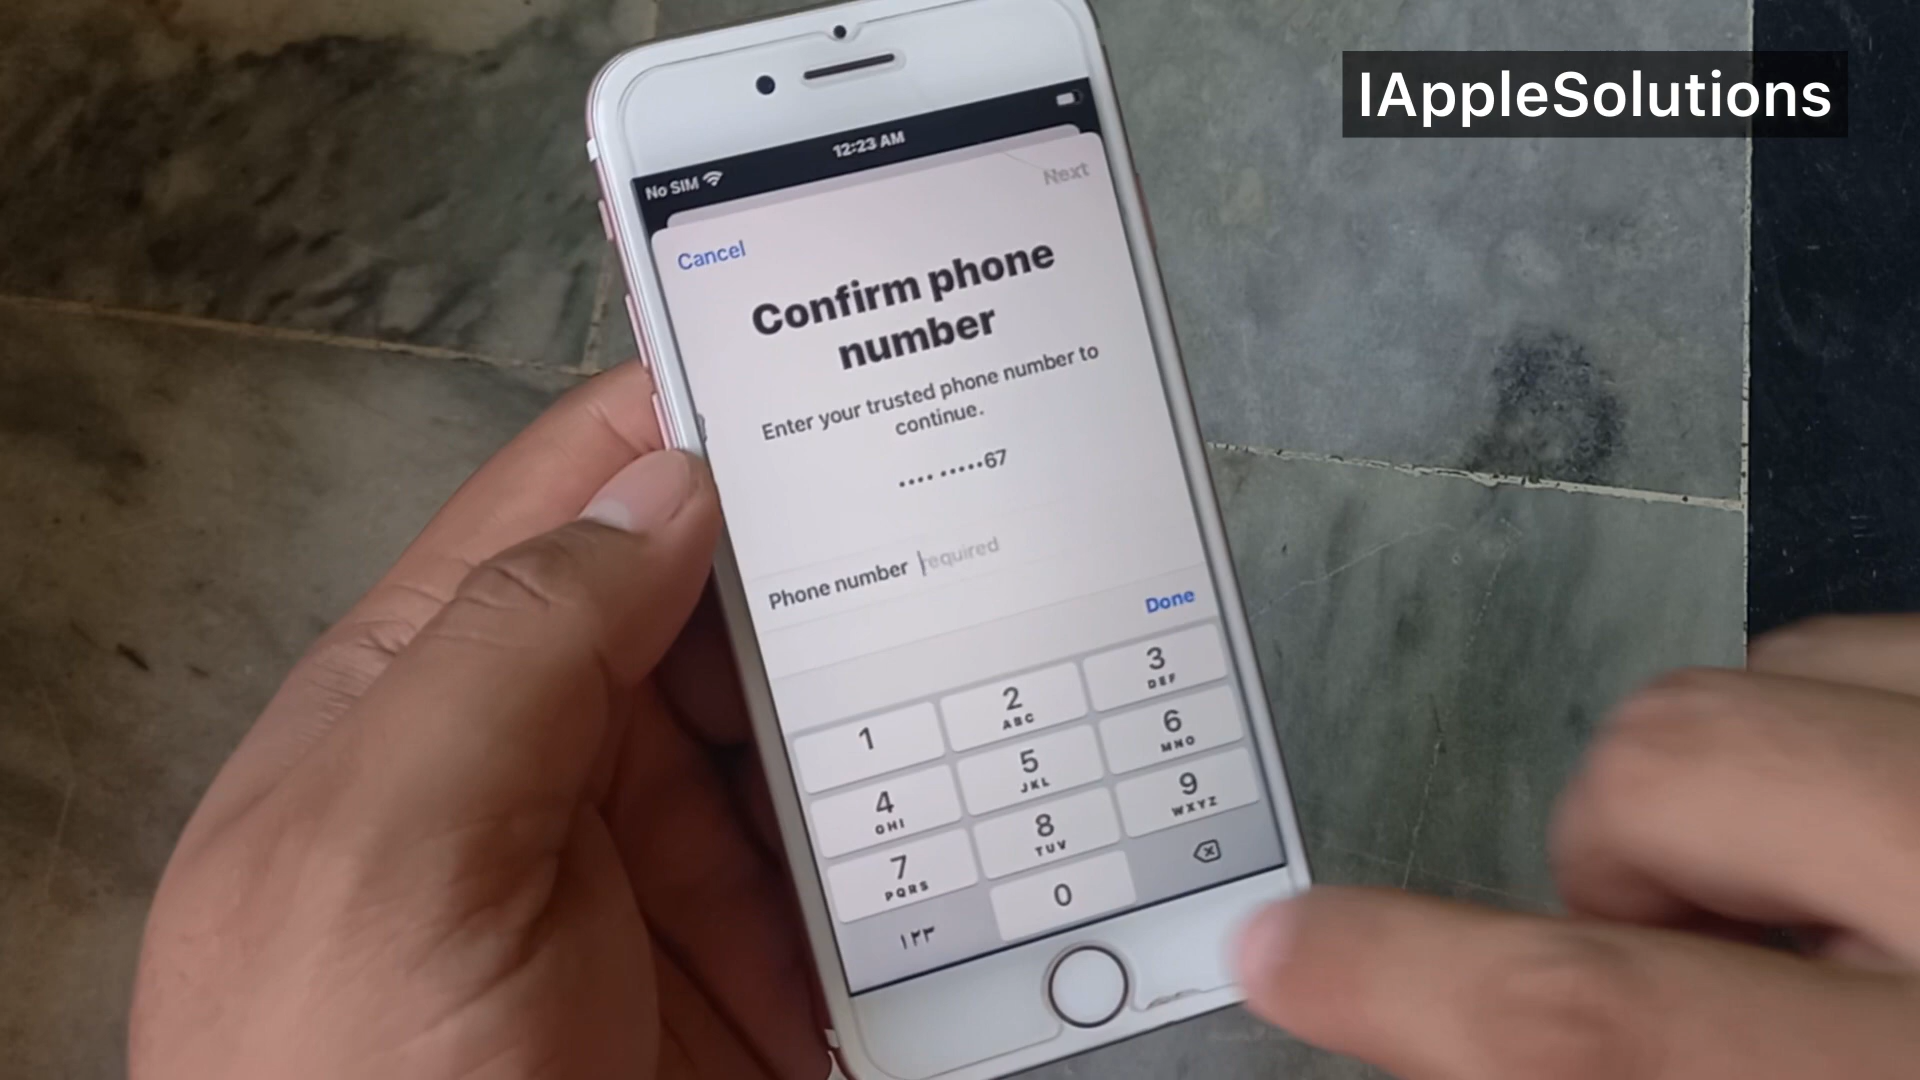 IAppleSolutions
No SIM
12:23 AM
Cancel
Next
Confirm phone
number
Enter your trusted phone number to
continue.
•••• •••••67
Phone number required
Done
1
2
ABC
3
DEF
4
GHI
5
JKL
6
MNO
7
PQRS
8
TUV
9
WXYZ
١٢٣
0